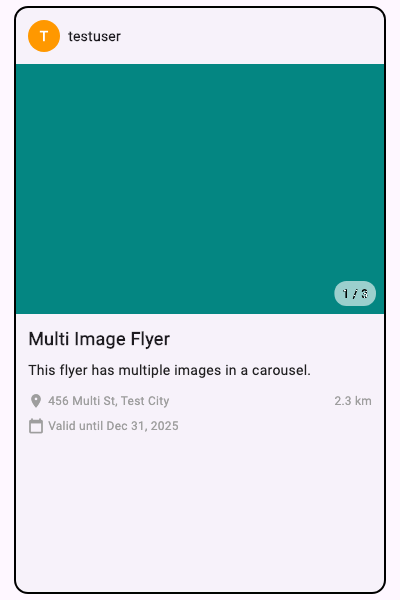 T
testuser
1 / 3
Multi Image Flyer
This flyer has multiple images in a carousel.
456 Multi St, Test City
2.3 km
Valid until Dec 31, 2025